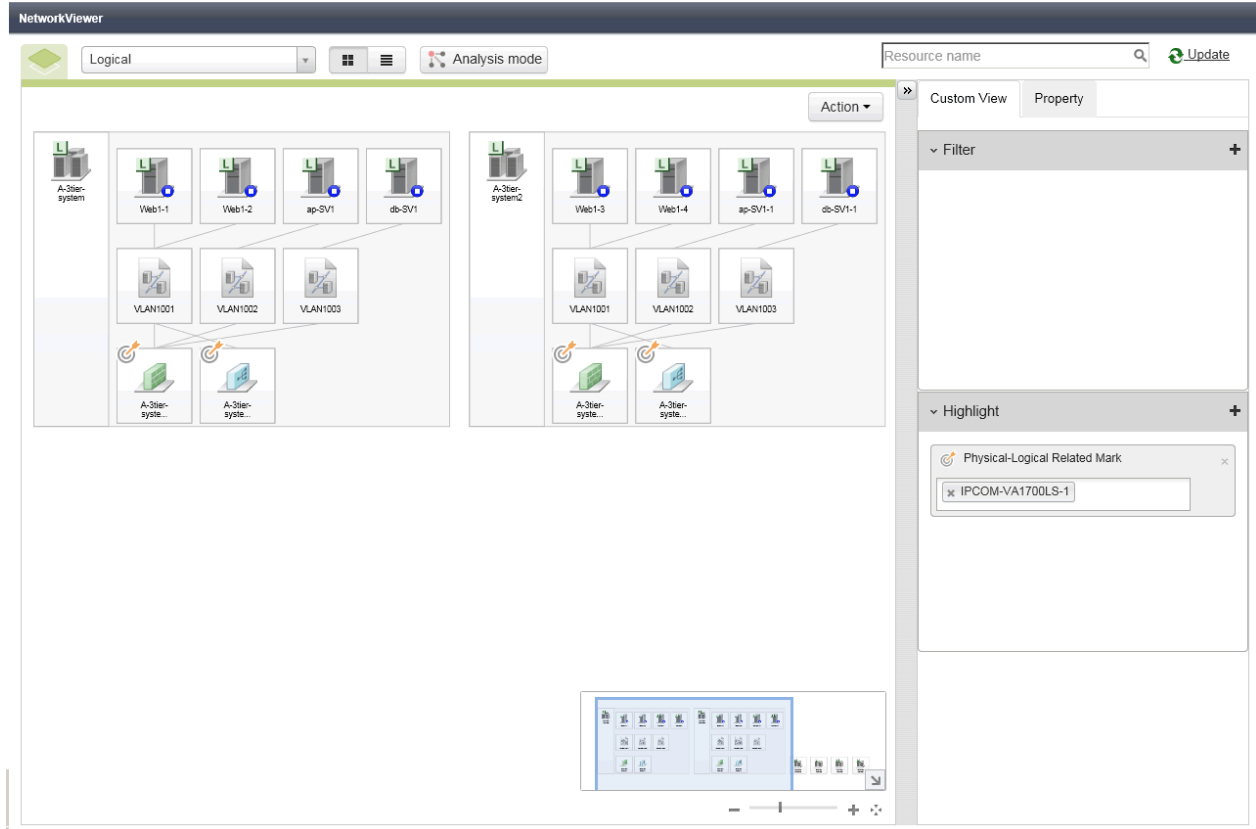 NetworkViewer
Logical
Analysis mode
Resource name
Update
Action
Custom View
Property
Filter
L
A-3tier-
system
L
Web1-1
L
Web1-2
L
ap-SV1
L
db-SV1
VLAN1001
VLAN1002
VLAN1003
A-3tier-
syste...
A-3tier-
syste...
L
A-3tier-
system2
L
Web1-3
L
Web1-4
L
ap-SV1-1
L
db-SV1-1
VLAN1001
VLAN1002
VLAN1003
A-3tier-
syste...
A-3tier-
syste...
Highlight
Physical-Logical Related Mark
IPCOM-VA1700LS-1